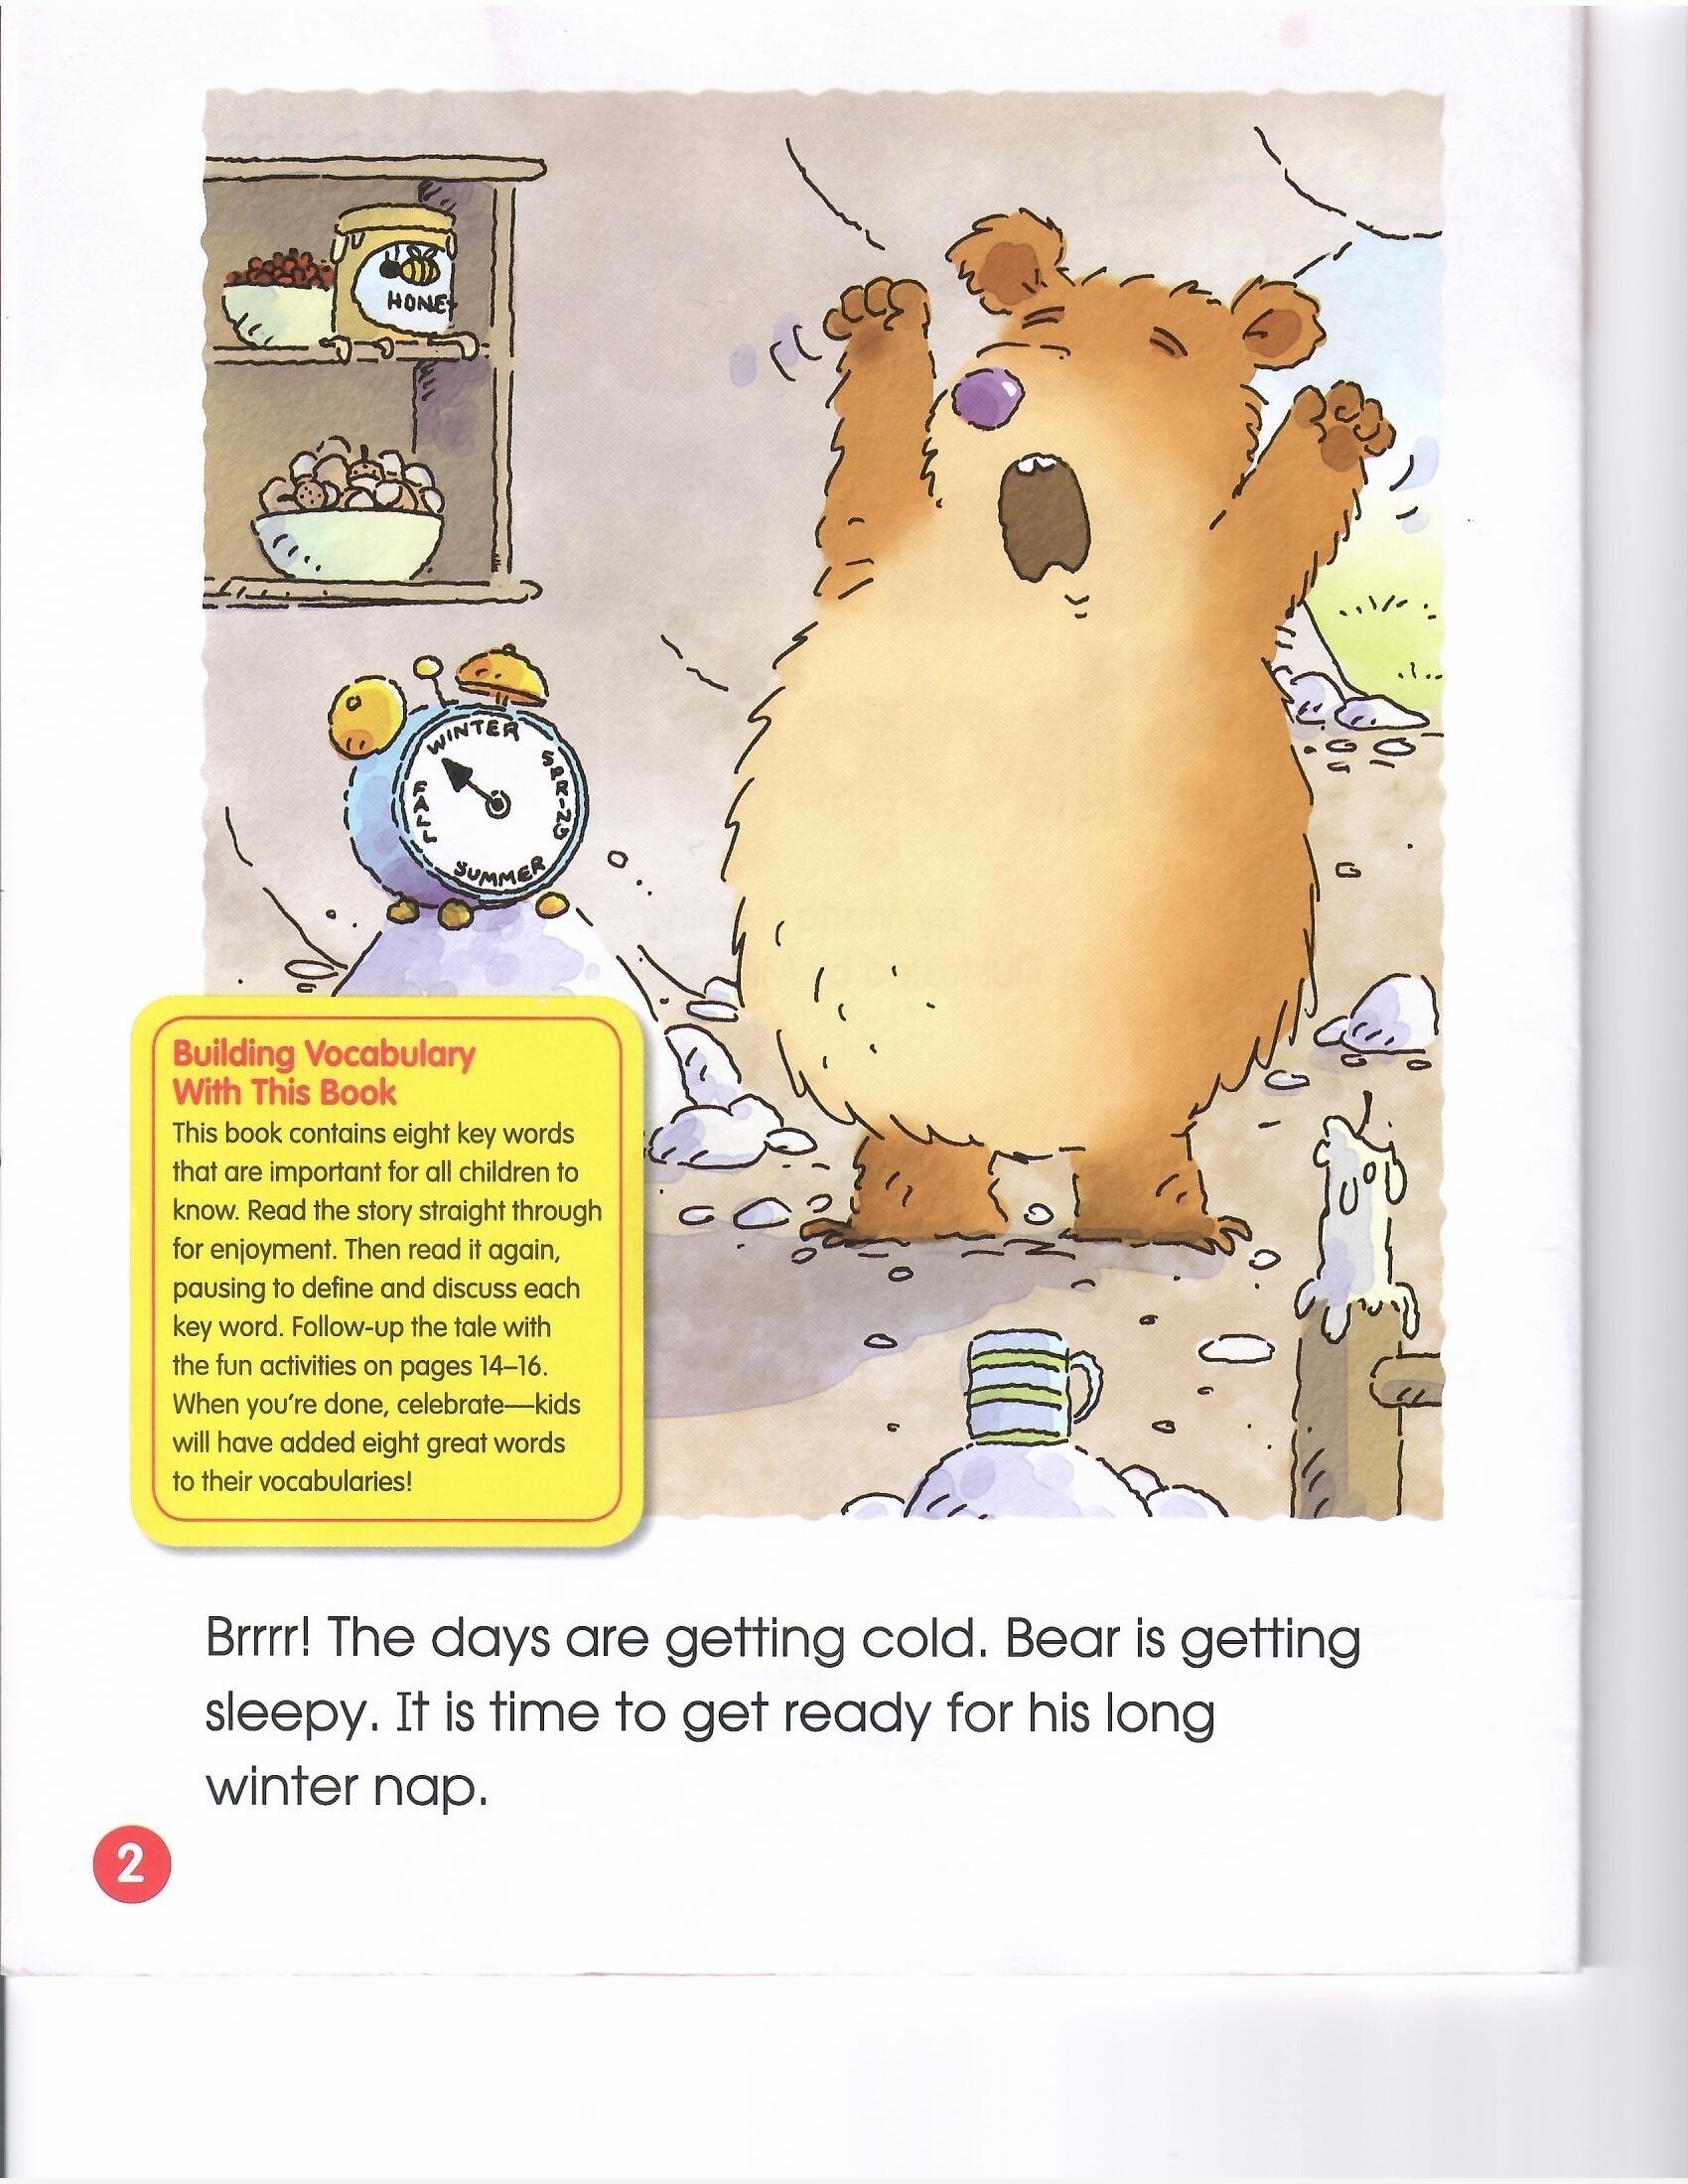 HONEY
WINTER
SPRING
SUMMER
FALL
Building Vocabulary
With This Book
This book contains eight key words
that are important for all children to
know. Read the story straight through
for enjoyment. Then read it again,
pausing to define and discuss each
key word. Follow-up the tale with
the fun activities on pages 14–16.
When you're done, celebrate—kids
will have added eight great words
to their vocabularies!
Brrrr! The days are getting cold. Bear is getting
sleepy. It is time to get ready for his long
winter nap.
2